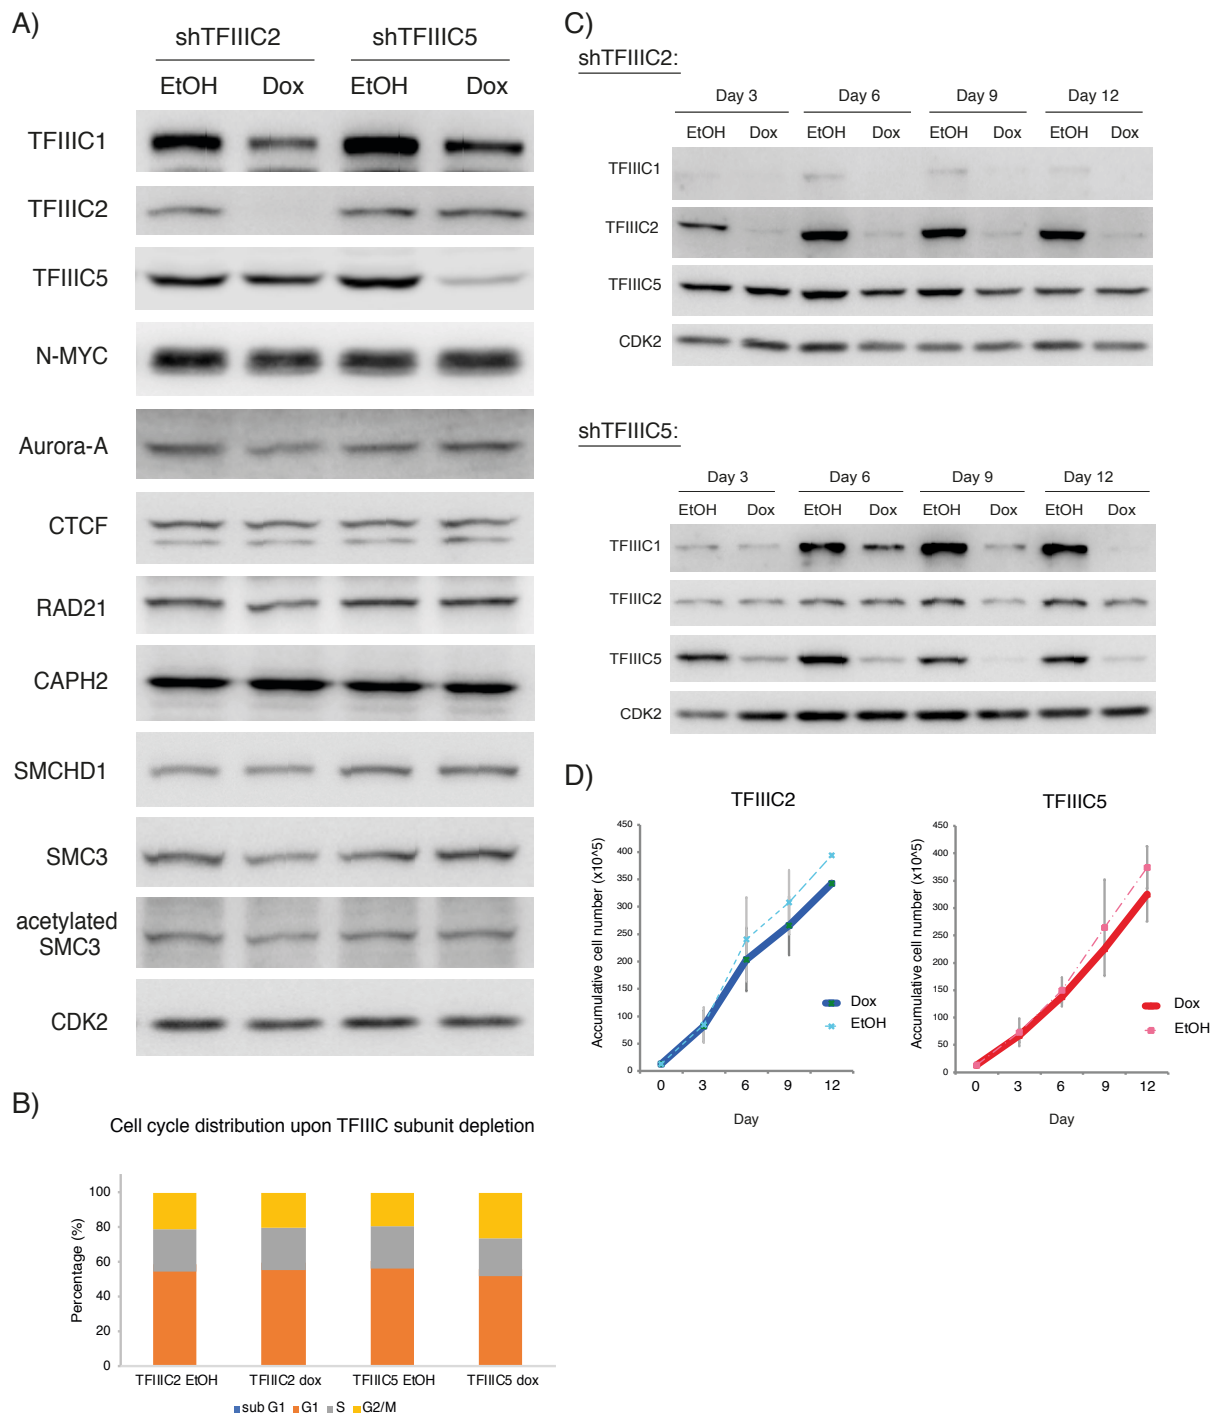 A)
shTFIIIC2 shTFIIIC5
EtOH Dox EtOH Dox
TFIIIC1
TFIIIC2
TFIIIC5
N-MYC
Aurora-A
CTCF
RAD21
CAPH2
SMCHD1
SMC3
acetylated
SMC3
CDK2
B)
Cell cycle distribution upon TFIIIC subunit depletion
Percentage (%)
100
80
60
40
20
0
TFIIIC2 EtOH TFIIIC2 dox TFIIIC5 EtOH TFIIIC5 dox
sub G1 G1 S G2/M
C)
shTFIIIC2:
Day 3 Day 6 Day 9 Day 12
EtOH Dox EtOH Dox EtOH Dox EtOH Dox
TFIIIC1
TFIIIC2
TFIIIC5
CDK2
shTFIIIC5:
Day 3 Day 6 Day 9 Day 12
EtOH Dox EtOH Dox EtOH Dox EtOH Dox
TFIIIC1
TFIIIC2
TFIIIC5
CDK2
D)
TFIIIC2
Accumulative cell number (x10^5)
450
400
350
300
250
200
150
100
50
0
0 3 6 9 12
Day
Dox
EtOH
TFIIIC5
Accumulative cell number (x10^5)
450
400
350
300
250
200
150
100
50
0
0 3 6 9 12
Day
Dox
EtOH